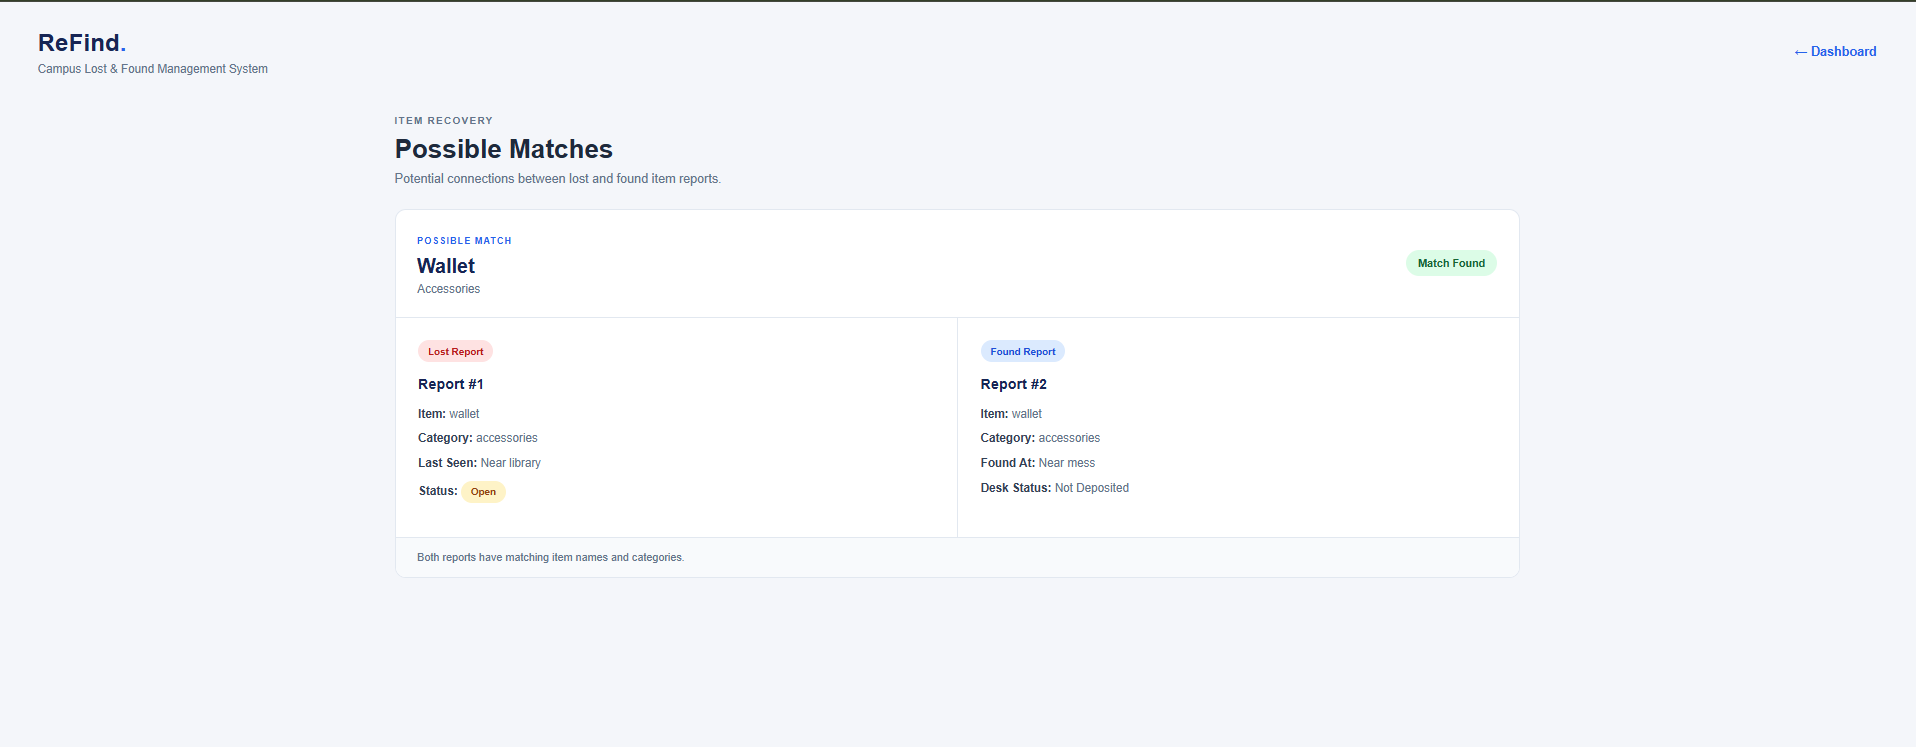 ReFind.
Campus Lost & Found Management System
← Dashboard
ITEM RECOVERY
Possible Matches
Potential connections between lost and found item reports.
POSSIBLE MATCH
Wallet
Accessories
Match Found
Lost Report
Report #1
Item: wallet
Category: accessories
Last Seen: Near library
Status: Open
Found Report
Report #2
Item: wallet
Category: accessories
Found At: Near mess
Desk Status: Not Deposited
Both reports have matching item names and categories.